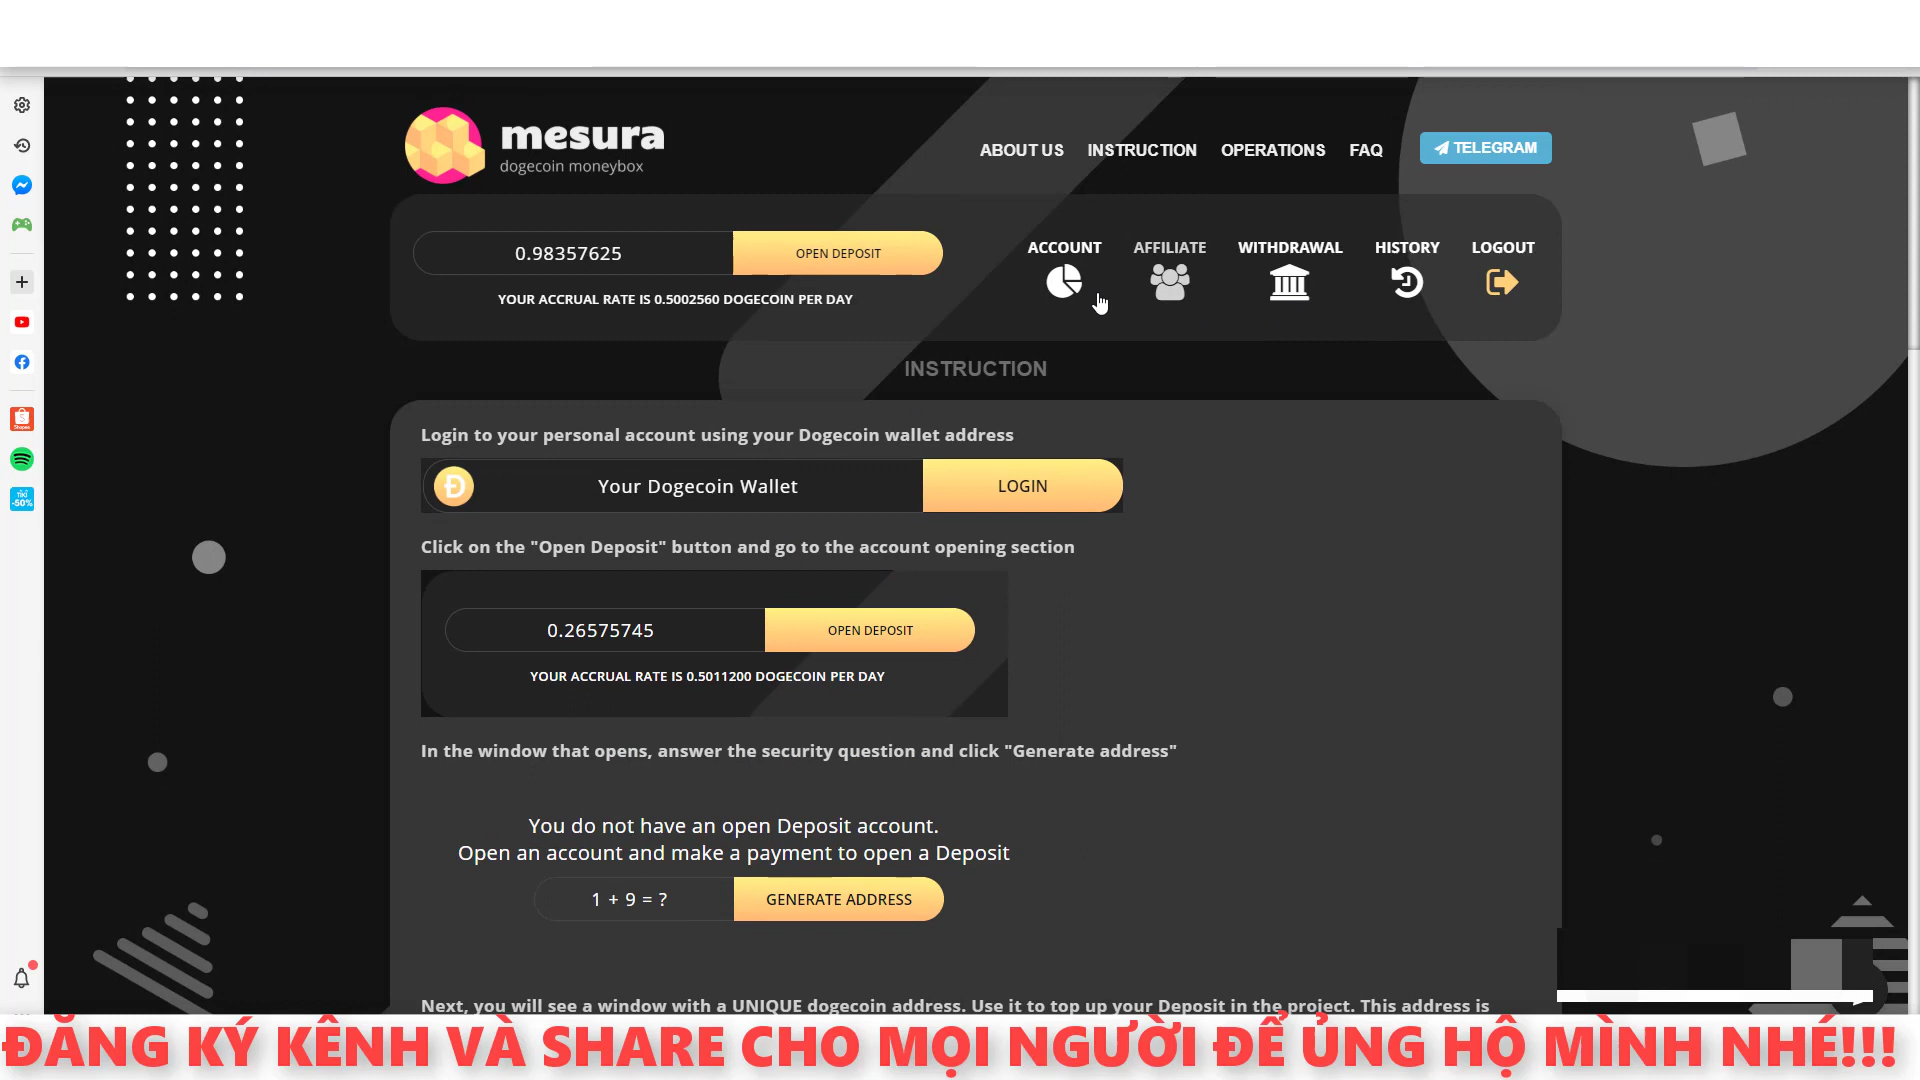 mesura
dogecoin moneybox
ABOUT US INSTRUCTION OPERATIONS FAQ TELEGRAM
0.98357625 OPEN DEPOSIT
YOUR ACCRUAL RATE IS 0.5002560 DOGECOIN PER DAY
ACCOUNT AFFILIATE WITHDRAWAL HISTORY LOGOUT
INSTRUCTION
Login to your personal account using your Dogecoin wallet address
Your Dogecoin Wallet LOGIN
Click on the "Open Deposit" button and go to the account opening section
0.26575745 OPEN DEPOSIT
YOUR ACCRUAL RATE IS 0.5011200 DOGECOIN PER DAY
In the window that opens, answer the security question and click "Generate address"
You do not have an open Deposit account.
Open an account and make a payment to open a Deposit
1 + 9 = ? GENERATE ADDRESS
Next, you will see a window with a UNIQUE dogecoin address. Use it to top up your Deposit in the project. This address is
Shopee
TIKI
-50%
ĐĂNG KÝ KÊNH VÀ SHARE CHO MỌI NGƯỜI ĐỂ ỦNG HỘ MÌNH NHÉ!!!